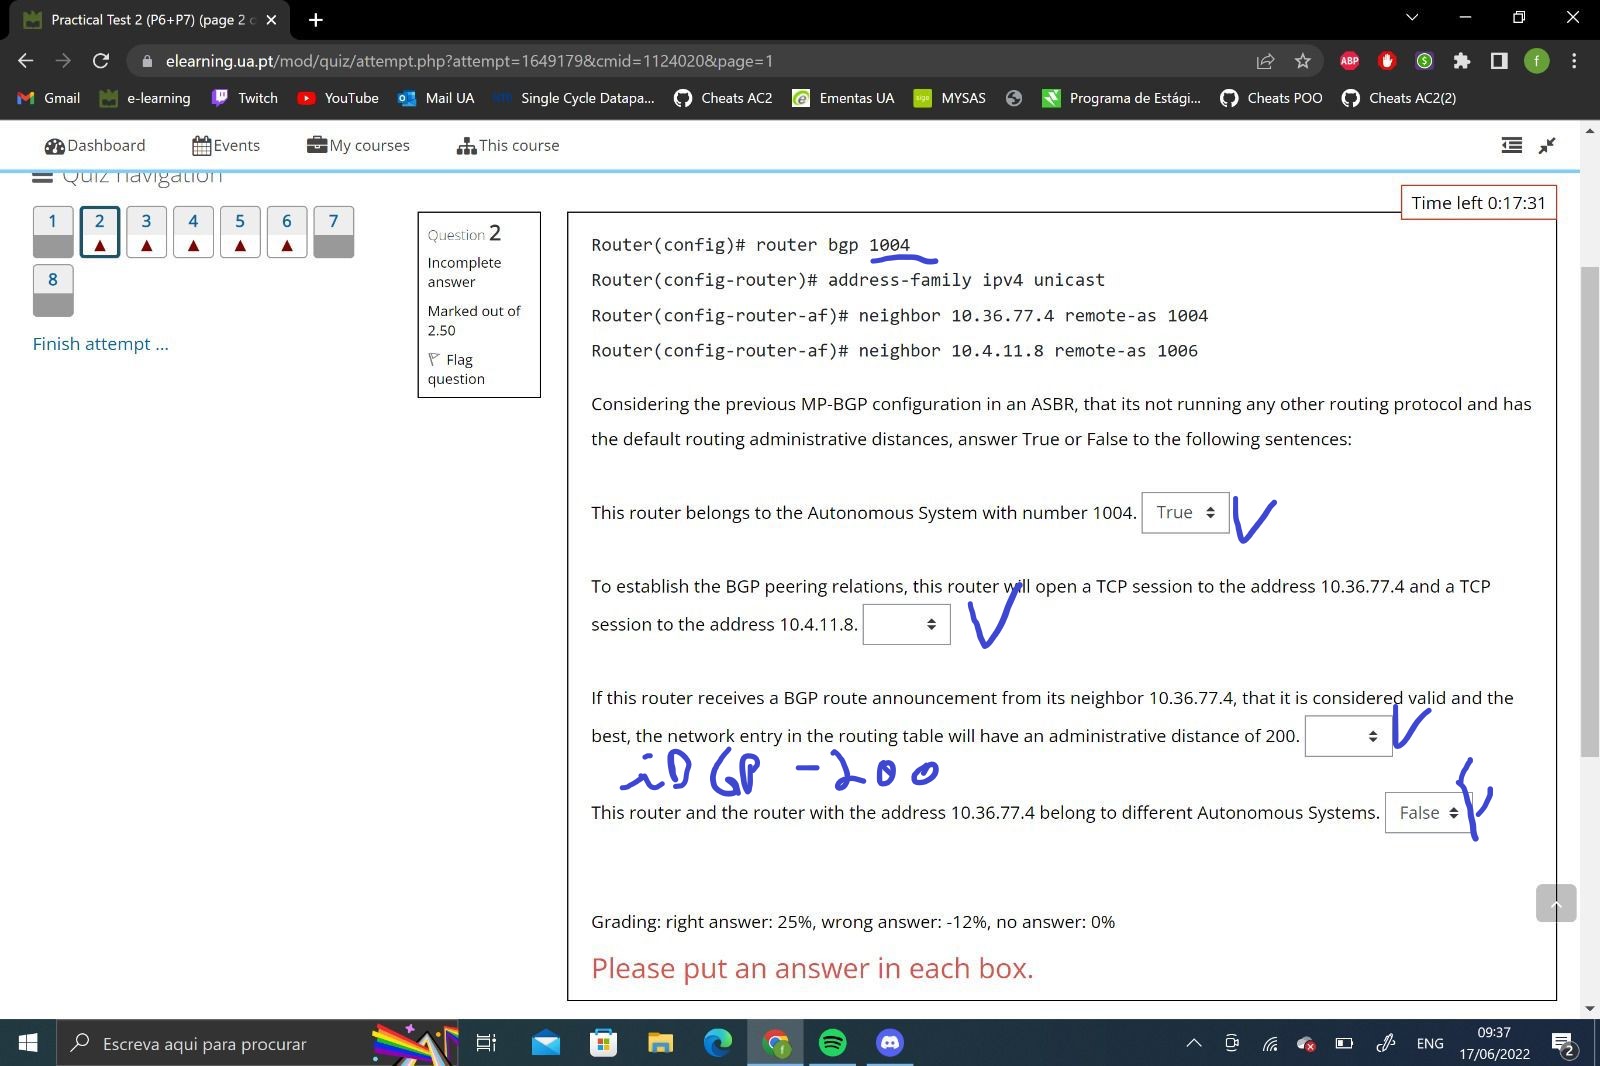 Practical Test 2 (P6+P7) (page 2 o
elearning.ua.pt/mod/quiz/attempt.php?attempt=1649179&cmid=1124020&page=1
ABP
f
Gmail e-learning Twitch YouTube Mail UA Single Cycle Datapa... Cheats AC2 Ementas UA MYSAS Programa de Estági... Cheats POO Cheats AC2(2)
Dashboard Events My courses This course
Quiz navigation
Time left 0:17:31
1 2 3 4 5 6 7
8
Finish attempt ...
Question 2
Incomplete
answer
Marked out of
2.50
Flag
question
Router(config)# router bgp 1004
Router(config-router)# address-family ipv4 unicast
Router(config-router-af)# neighbor 10.36.77.4 remote-as 1004
Router(config-router-af)# neighbor 10.4.11.8 remote-as 1006
Considering the previous MP-BGP configuration in an ASBR, that its not running any other routing protocol and has
the default routing administrative distances, answer True or False to the following sentences:
This router belongs to the Autonomous System with number 1004. True
To establish the BGP peering relations, this router will open a TCP session to the address 10.36.77.4 and a TCP
session to the address 10.4.11.8.
If this router receives a BGP route announcement from its neighbor 10.36.77.4, that it is considered valid and the
best, the network entry in the routing table will have an administrative distance of 200.
iBGP - 200
This router and the router with the address 10.36.77.4 belong to different Autonomous Systems. False
Grading: right answer: 25%, wrong answer: -12%, no answer: 0%
Please put an answer in each box.
Escreva aqui para procurar
ENG
09:37
17/06/2022
2